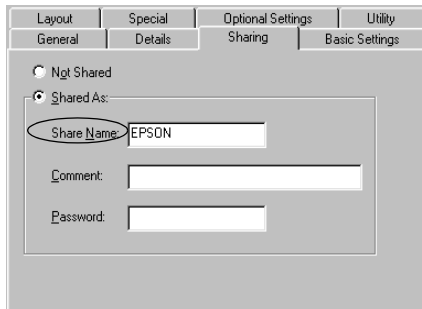 Layout Special Optional Settings Utility
General Details Sharing Basic Settings
Not Shared
Shared As:
Share Name: EPSON
Comment:
Password: